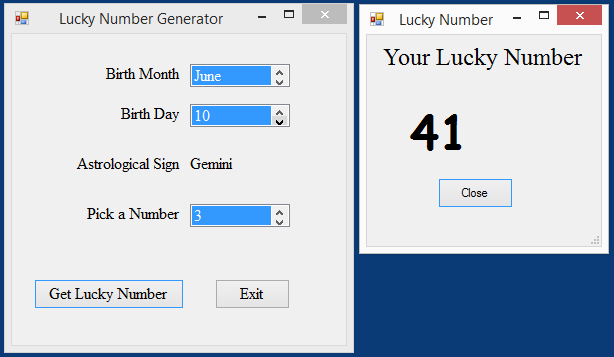 Lucky Number Generator
Birth Month June
Birth Day 10
Astrological Sign Gemini
Pick a Number 3
Get Lucky Number Exit
Lucky Number
Your Lucky Number
41
Close